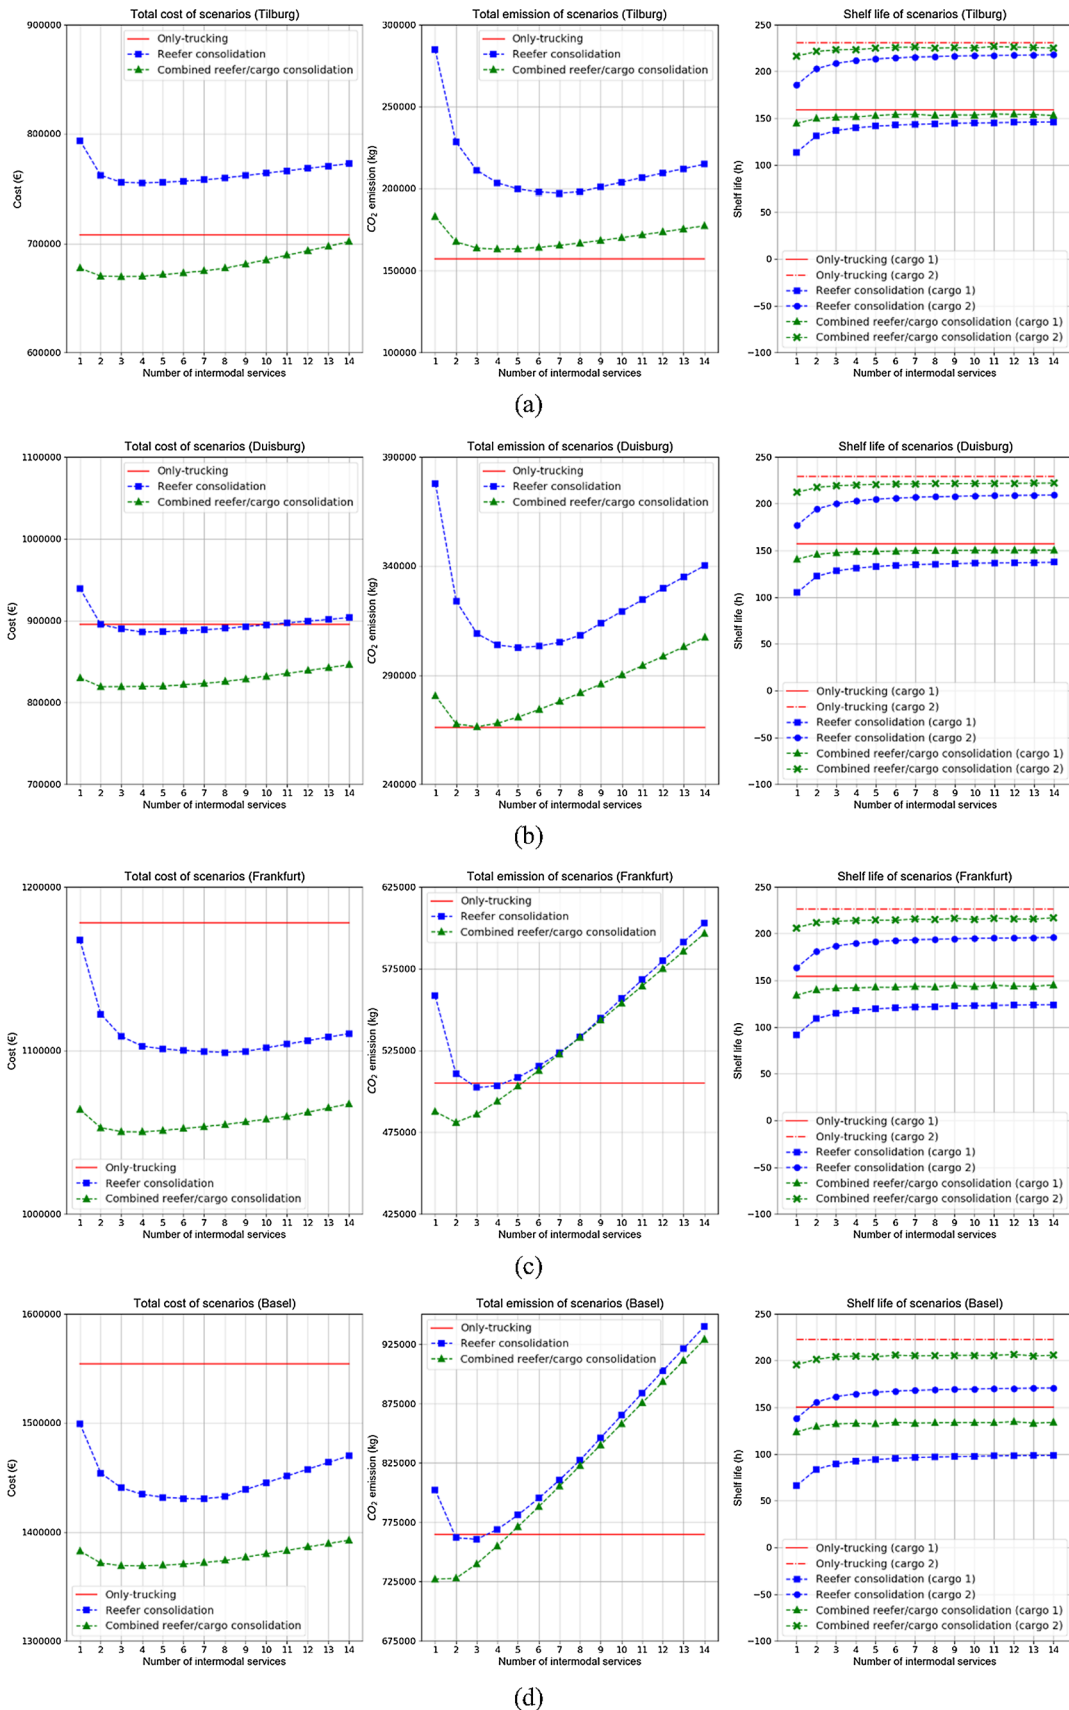 Total cost of scenarios (Tilburg)
900000
800000
700000
600000
Cost (€)
Only-trucking
Reefer consolidation
Combined reefer/cargo consolidation
1 2 3 4 5 6 7 8 9 10 11 12 13 14
Number of intermodal services
Total emission of scenarios (Tilburg)
300000
250000
200000
150000
100000
CO2 emission (kg)
Only-trucking
Reefer consolidation
Combined reefer/cargo consolidation
1 2 3 4 5 6 7 8 9 10 11 12 13 14
Number of intermodal services
Shelf life of scenarios (Tilburg)
250
200
150
100
50
0
−50
−100
Shelf life (h)
Only-trucking (cargo 1)
Only-trucking (cargo 2)
Reefer consolidation (cargo 1)
Reefer consolidation (cargo 2)
Combined reefer/cargo consolidation (cargo 1)
Combined reefer/cargo consolidation (cargo 2)
1 2 3 4 5 6 7 8 9 10 11 12 13 14
Number of intermodal services
(a)
Total cost of scenarios (Duisburg)
1100000
1000000
900000
800000
700000
Cost (€)
Only-trucking
Reefer consolidation
Combined reefer/cargo consolidation
1 2 3 4 5 6 7 8 9 10 11 12 13 14
Number of intermodal services
Total emission of scenarios (Duisburg)
390000
340000
290000
240000
CO2 emission (kg)
Only-trucking
Reefer consolidation
Combined reefer/cargo consolidation
1 2 3 4 5 6 7 8 9 10 11 12 13 14
Number of intermodal services
Shelf life of scenarios (Duisburg)
250
200
150
100
50
0
−50
−100
Shelf life (h)
Only-trucking (cargo 1)
Only-trucking (cargo 2)
Reefer consolidation (cargo 1)
Reefer consolidation (cargo 2)
Combined reefer/cargo consolidation (cargo 1)
Combined reefer/cargo consolidation (cargo 2)
1 2 3 4 5 6 7 8 9 10 11 12 13 14
Number of intermodal services
(b)
Total cost of scenarios (Frankfurt)
1200000
1100000
1000000
Cost (€)
Only-trucking
Reefer consolidation
Combined reefer/cargo consolidation
1 2 3 4 5 6 7 8 9 10 11 12 13 14
Number of intermodal services
Total emission of scenarios (Frankfurt)
625000
575000
525000
475000
425000
CO2 emission (kg)
Only-trucking
Reefer consolidation
Combined reefer/cargo consolidation
1 2 3 4 5 6 7 8 9 10 11 12 13 14
Number of intermodal services
Shelf life of scenarios (Frankfurt)
250
200
150
100
50
0
−50
−100
Shelf life (h)
Only-trucking (cargo 1)
Only-trucking (cargo 2)
Reefer consolidation (cargo 1)
Reefer consolidation (cargo 2)
Combined reefer/cargo consolidation (cargo 1)
Combined reefer/cargo consolidation (cargo 2)
1 2 3 4 5 6 7 8 9 10 11 12 13 14
Number of intermodal services
(c)
Total cost of scenarios (Basel)
1600000
1500000
1400000
1300000
Cost (€)
Only-trucking
Reefer consolidation
Combined reefer/cargo consolidation
1 2 3 4 5 6 7 8 9 10 11 12 13 14
Number of intermodal services
Total emission of scenarios (Basel)
925000
875000
825000
775000
725000
675000
CO2 emission (kg)
Only-trucking
Reefer consolidation
Combined reefer/cargo consolidation
1 2 3 4 5 6 7 8 9 10 11 12 13 14
Number of intermodal services
Shelf life of scenarios (Basel)
250
200
150
100
50
0
−50
−100
Shelf life (h)
Only-trucking (cargo 1)
Only-trucking (cargo 2)
Reefer consolidation (cargo 1)
Reefer consolidation (cargo 2)
Combined reefer/cargo consolidation (cargo 1)
Combined reefer/cargo consolidation (cargo 2)
1 2 3 4 5 6 7 8 9 10 11 12 13 14
Number of intermodal services
(d)